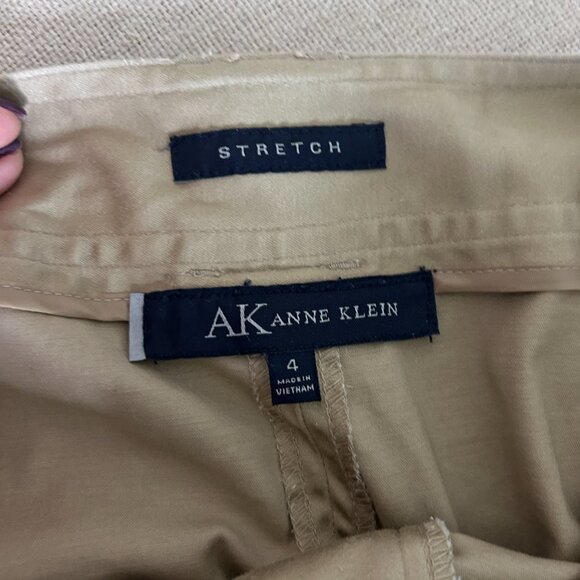 STRETCH
AK ANNE KLEIN
4
MADE IN
VIETNAM